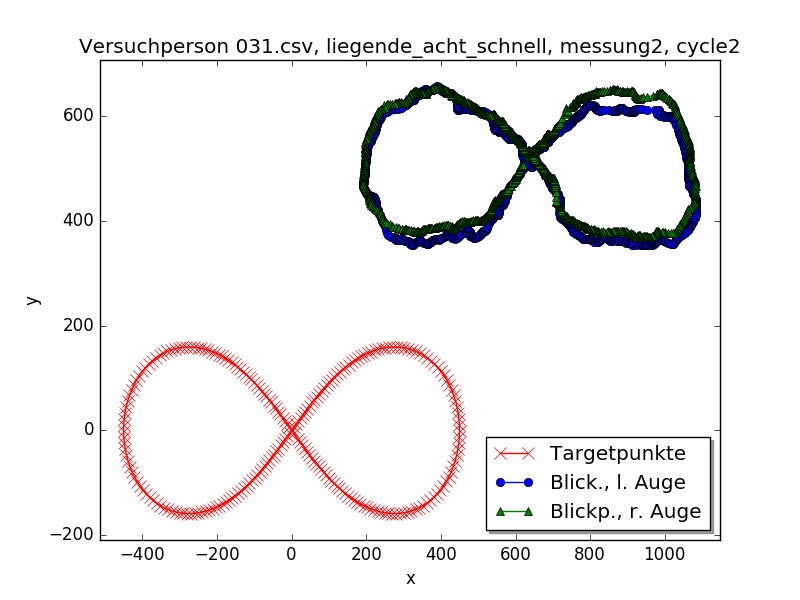 Versuchperson 031.csv, liegende_acht_schnell, messung2, cycle2
600
400
200
0
−200
y
−400
−200
0
200
400
600
800
1000
x
Targetpunkte
Blick., l. Auge
Blickp., r. Auge